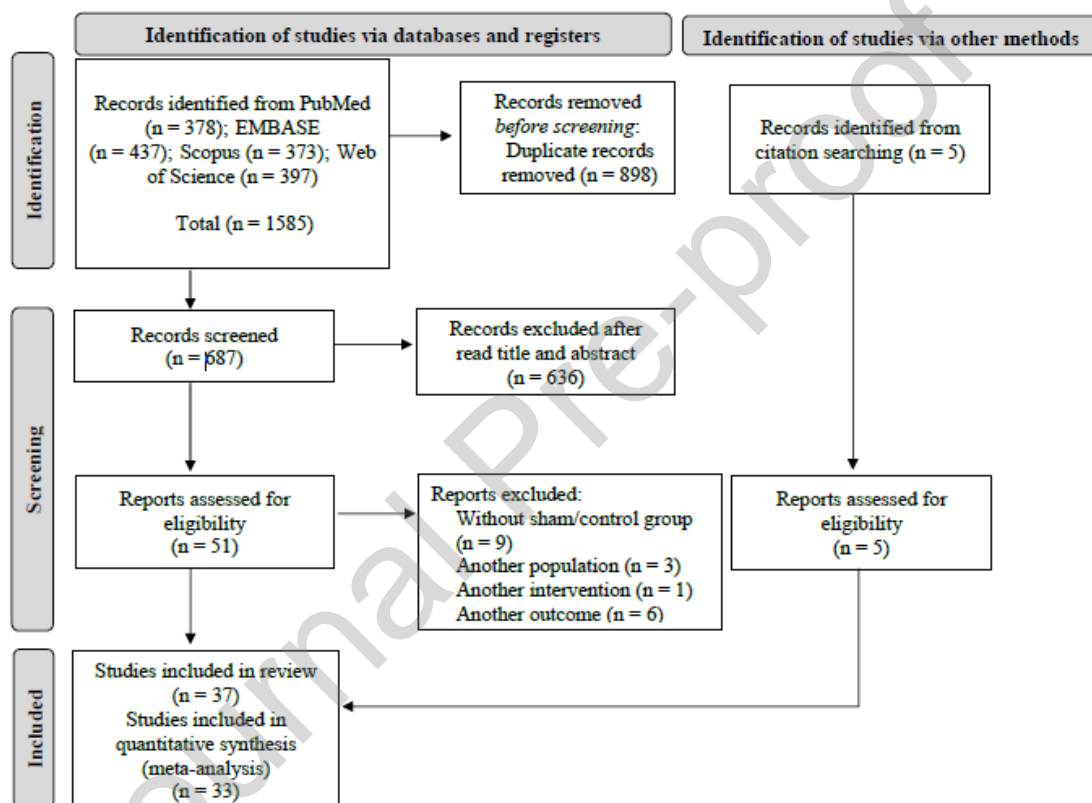 Identification of studies via databases and registers
Identification of studies via other methods
Identification
Records identified from PubMed
(n = 378); EMBASE
(n = 437); Scopus (n = 373); Web
of Science (n = 397)
Total (n = 1585)
Records removed
before screening:
Duplicate records
removed (n = 898)
Records identified from
citation searching (n = 5)
Screening
Records screened
(n = 687)
Records excluded after
read title and abstract
(n = 636)
Reports assessed for
eligibility
(n = 51)
Reports excluded:
Without sham/control group
(n = 9)
Another population (n = 3)
Another intervention (n = 1)
Another outcome (n = 6)
Reports assessed for
eligibility
(n = 5)
Included
Studies included in review
(n = 37)
Studies included in
quantitative synthesis
(meta-analysis)
(n = 33)
urnal Pre-proof